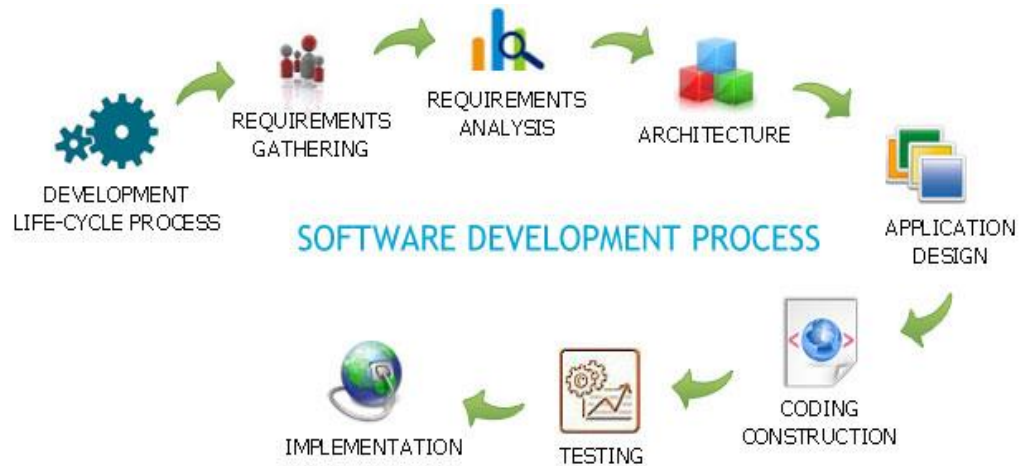 REQUIREMENTS
GATHERING
REQUIREMENTS
ANALYSIS
ARCHITECTURE
DEVELOPMENT
LIFE-CYCLE PROCESS
SOFTWARE DEVELOPMENT PROCESS
APPLICATION
DESIGN
CODING
CONSTRUCTION
TESTING
IMPLEMENTATION